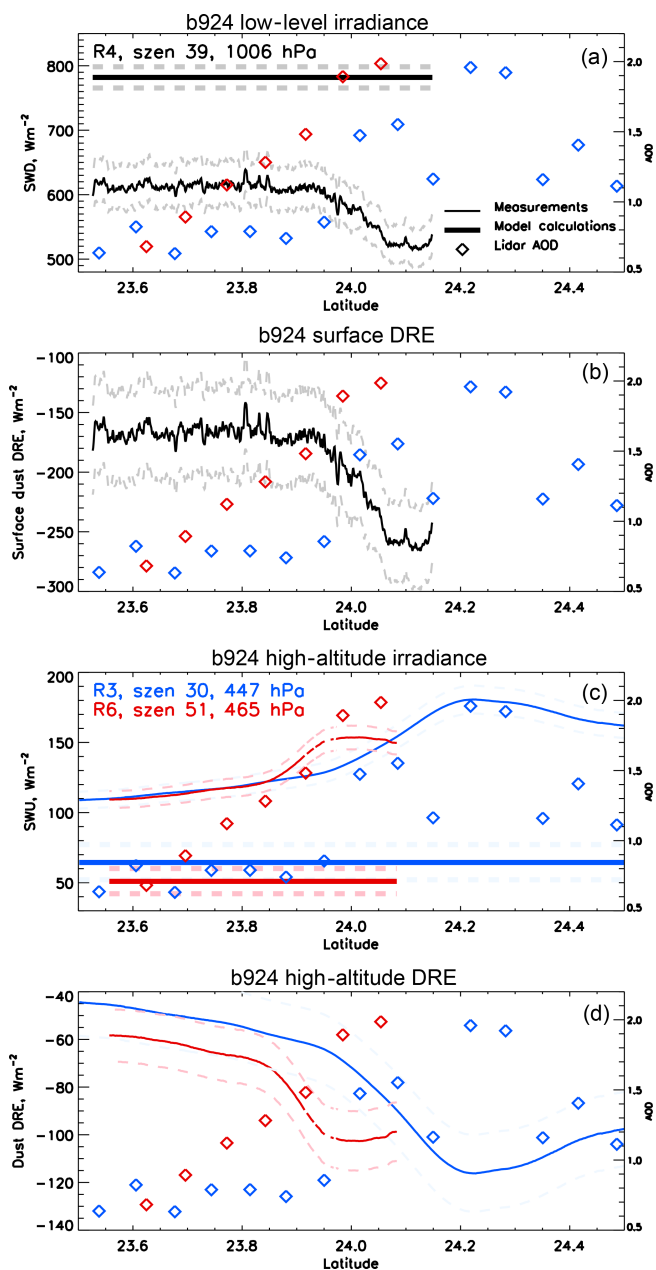 b924 low-level irradiance
R4, szen 39, 1006 hPa
(a)
SWD, Wm−2
800
700
600
500
2.0
1.5
1.0
0.5
AOD
Measurements
Model calculations
Lidar AOD
23.6 23.8 24.0 24.2 24.4
Latitude
b924 surface DRE
(b)
Surface dust DRE, Wm−2
−100
−150
−200
−250
−300
2.0
1.5
1.0
0.5
AOD
23.6 23.8 24.0 24.2 24.4
Latitude
b924 high-altitude irradiance
R3, szen 30, 447 hPa
R6, szen 51, 465 hPa
(c)
SWU, Wm−2
200
150
100
50
2.0
1.5
1.0
0.5
AOD
23.6 23.8 24.0 24.2 24.4
Latitude
b924 high-altitude DRE
(d)
Dust DRE, Wm−2
−40
−60
−80
−100
−120
−140
2.0
1.5
1.0
0.5
AOD
23.6 23.8 24.0 24.2 24.4
Latitude